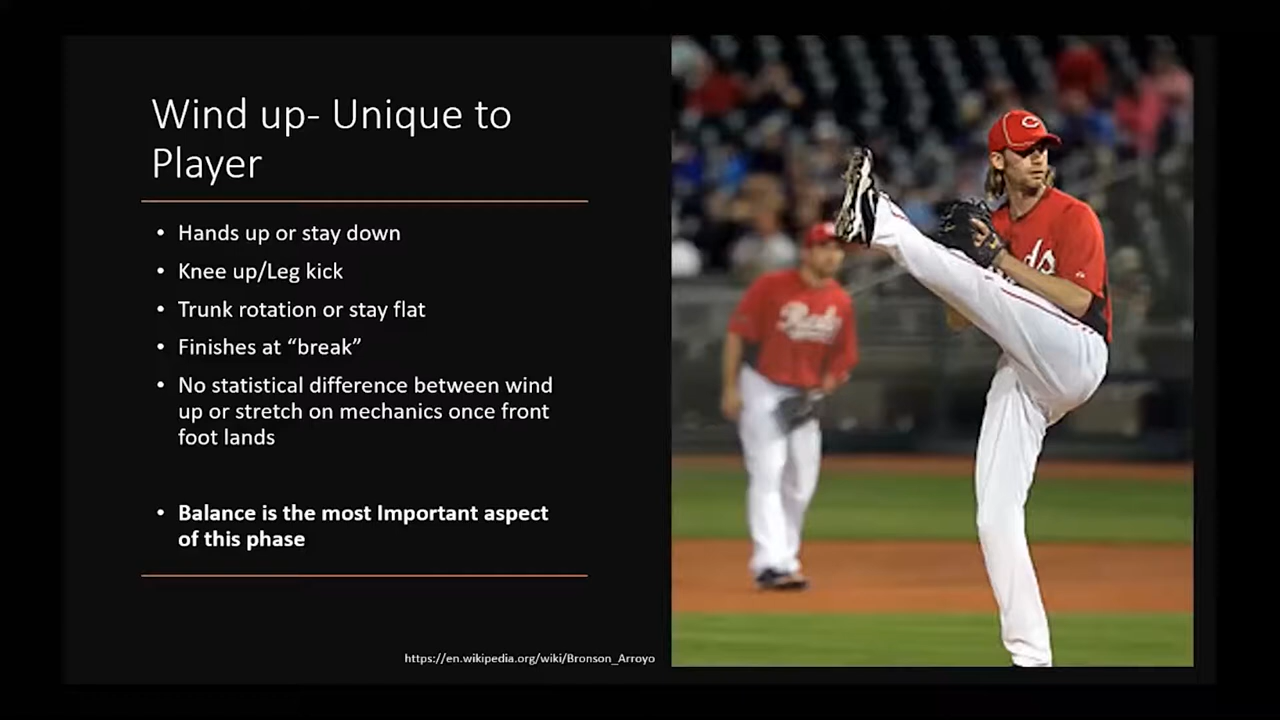 Wind up- Unique to
Player
• Hands up or stay down
• Knee up/Leg kick
• Trunk rotation or stay flat
• Finishes at “break”
• No statistical difference between wind
up or stretch on mechanics once front
foot lands
• Balance is the most Important aspect
of this phase
https://en.wikipedia.org/wiki/Bronson_Arroyo
C
Reds